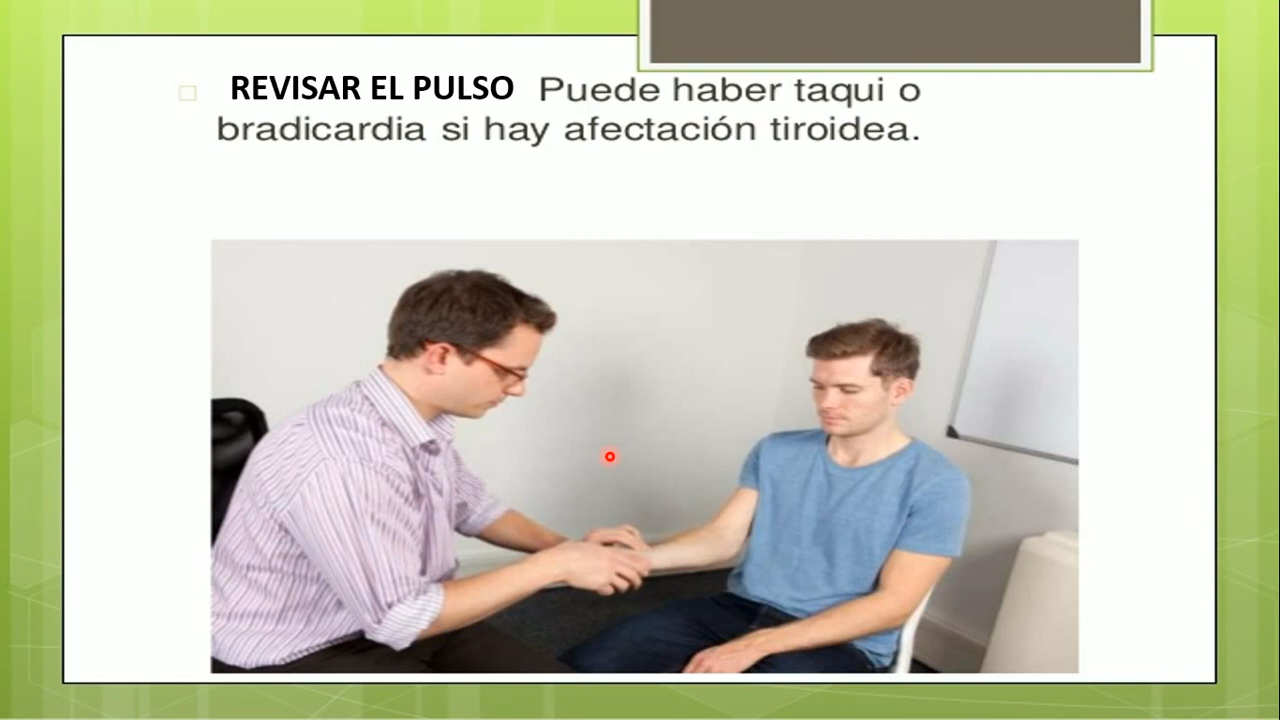 REVISAR EL PULSO Puede haber taqui o
bradicardia si hay afectación tiroidea.